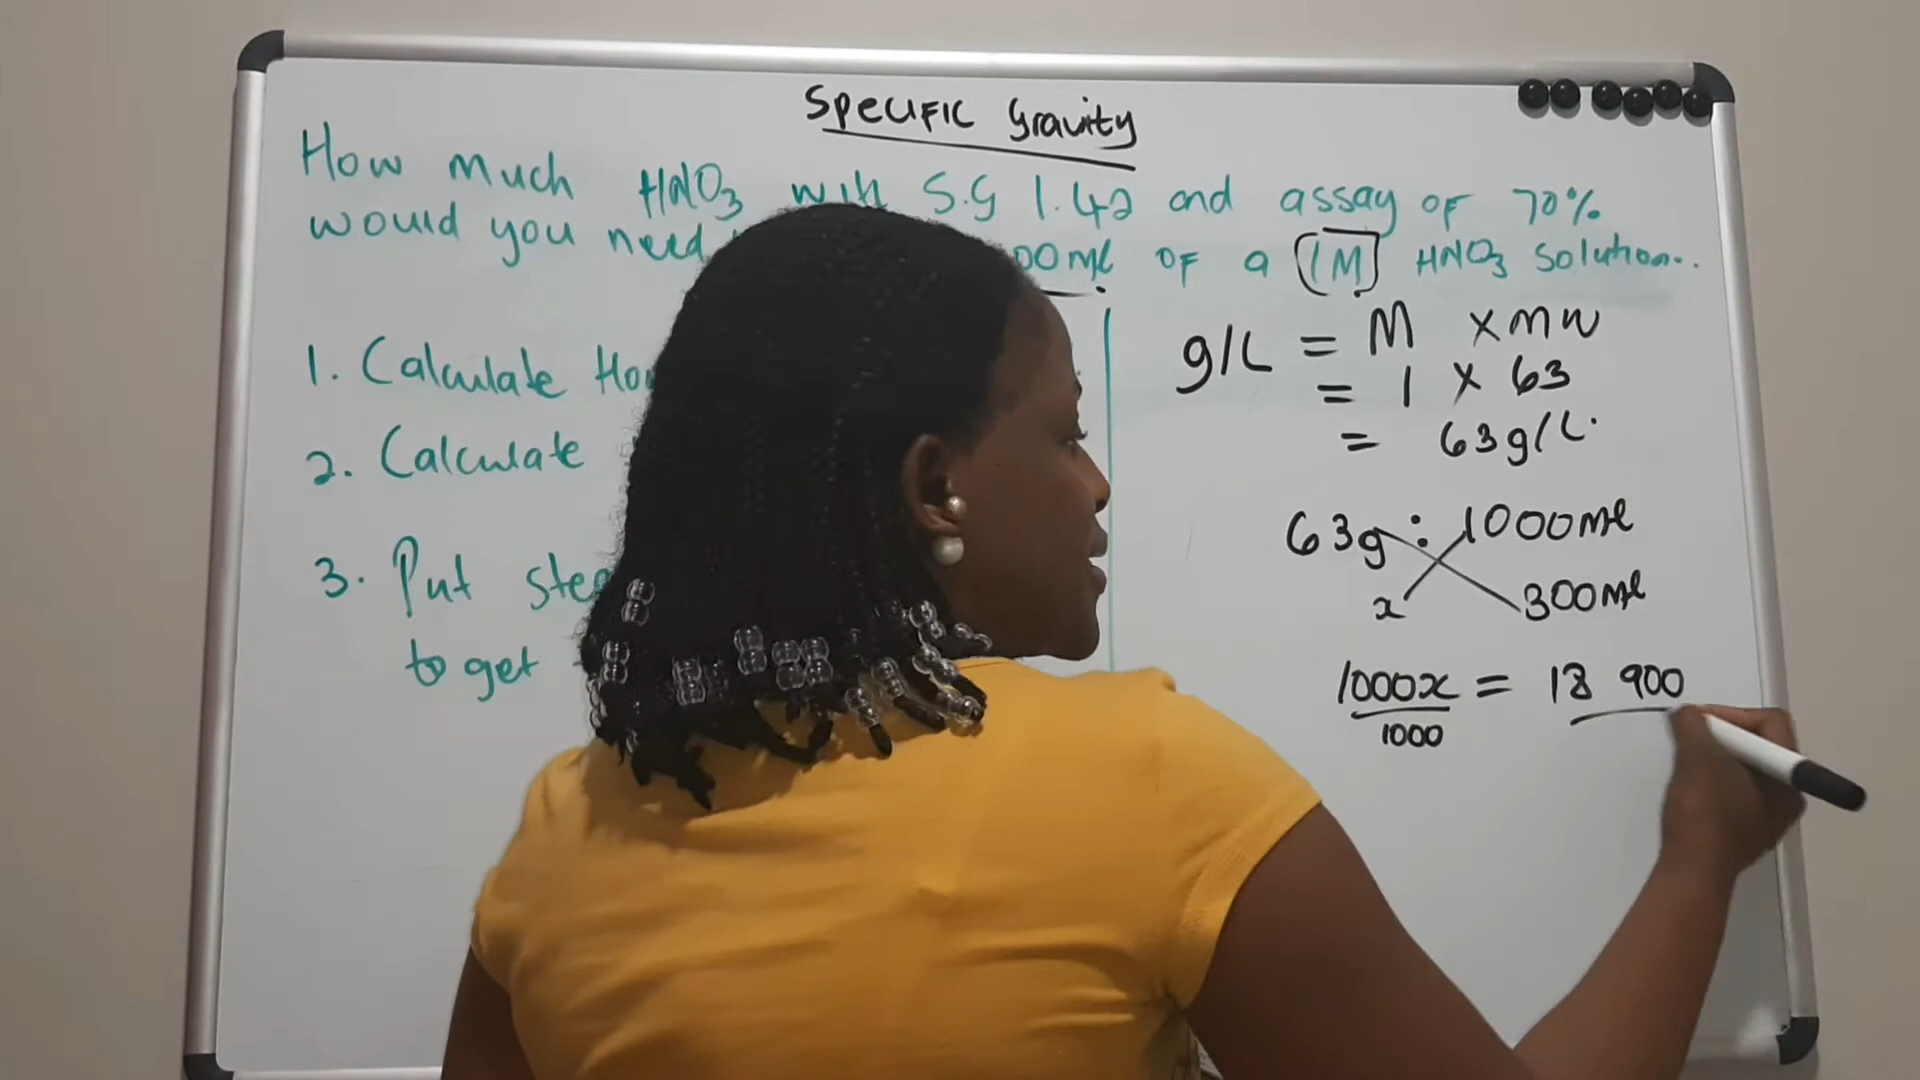 Specific Gravity
How much HNO3 with S.G 1.42 and assay of 70%
would you need 00ml of a 1M HNO3 solution..
1. Calculate How
2. Calculate
3. Put step
to get
g/L = M x mw
= 1 x 63
= 63g/L.
63g : 1000ml
x 300ml
1000x = 18 900
1000